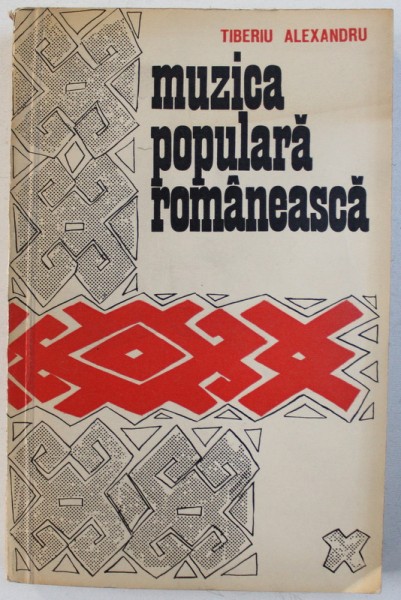 TIBERIU ALEXANDRU
muzica
populară
românească